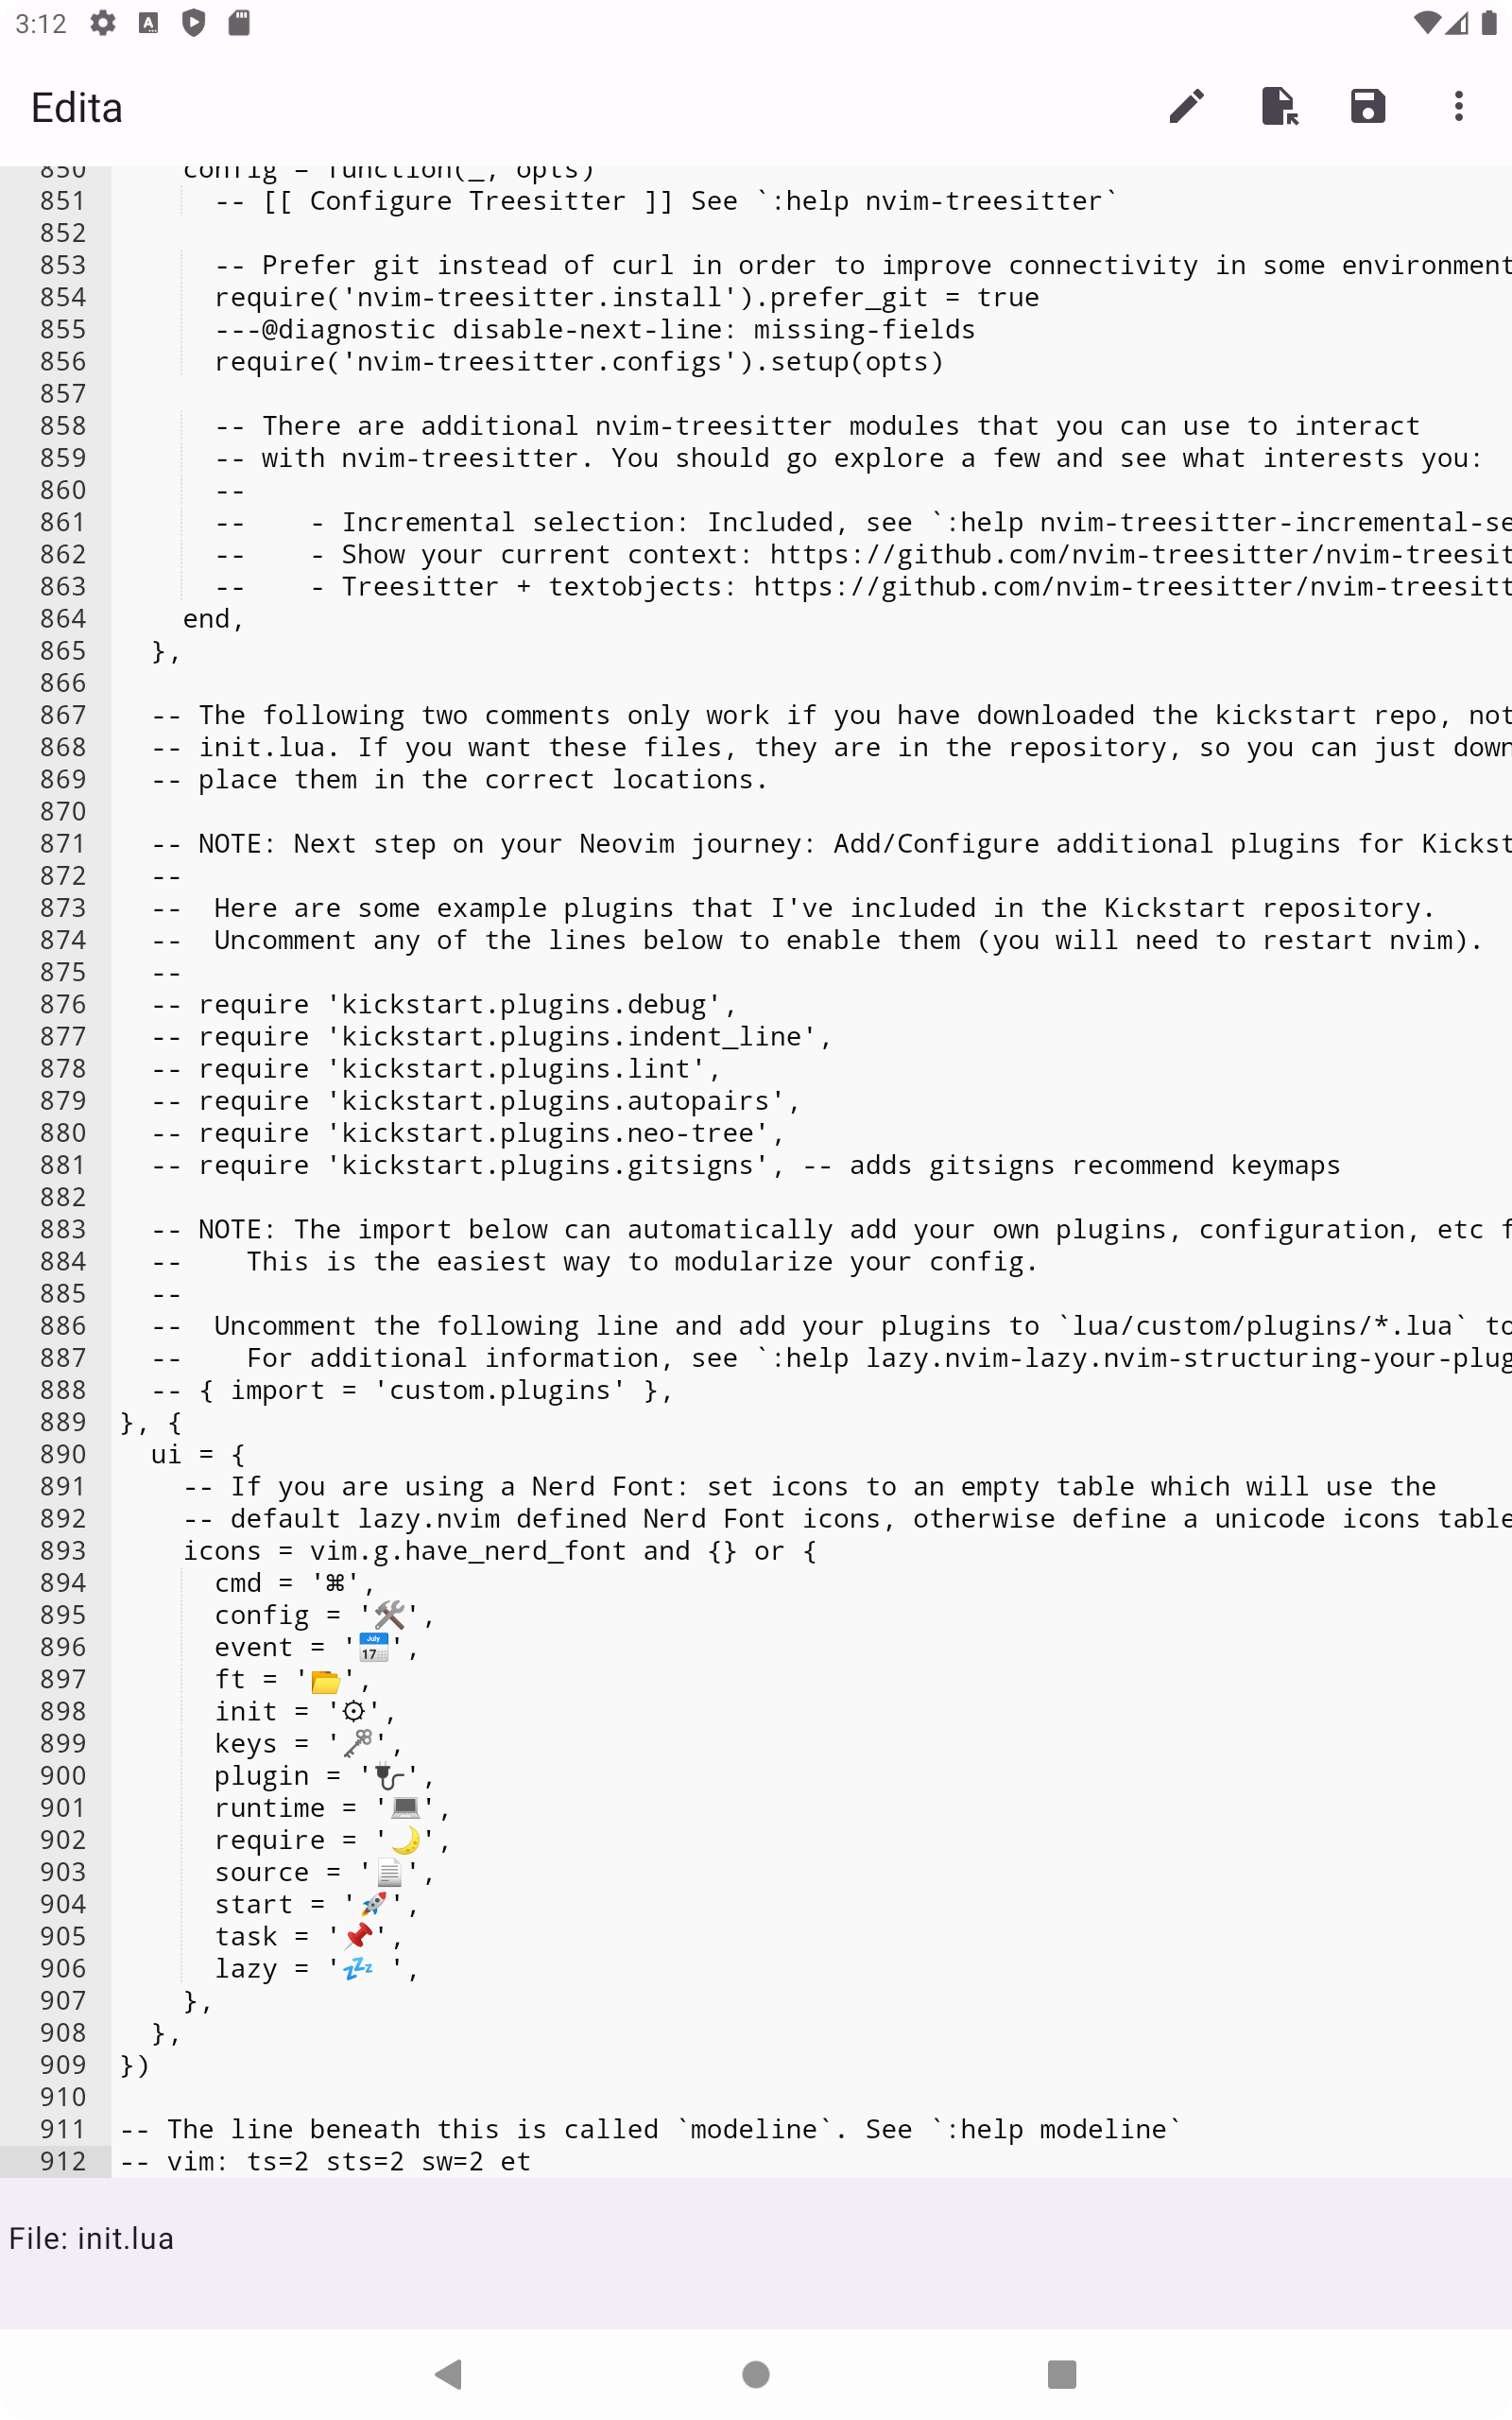 3:12
Edita
850     config = function(_, opts)
851       -- [[ Configure Treesitter ]] See `:help nvim-treesitter`
852
853       -- Prefer git instead of curl in order to improve connectivity in some environment
854       require('nvim-treesitter.install').prefer_git = true
855       ---@diagnostic disable-next-line: missing-fields
856       require('nvim-treesitter.configs').setup(opts)
857
858       -- There are additional nvim-treesitter modules that you can use to interact
859       -- with nvim-treesitter. You should go explore a few and see what interests you:
860       --
861       --    - Incremental selection: Included, see `:help nvim-treesitter-incremental-se
862       --    - Show your current context: https://github.com/nvim-treesitter/nvim-treesit
863       --    - Treesitter + textobjects: https://github.com/nvim-treesitter/nvim-treesitt
864     end,
865   },
866
867   -- The following two comments only work if you have downloaded the kickstart repo, not
868   -- init.lua. If you want these files, they are in the repository, so you can just down
869   -- place them in the correct locations.
870
871   -- NOTE: Next step on your Neovim journey: Add/Configure additional plugins for Kickst
872   --
873   --  Here are some example plugins that I've included in the Kickstart repository.
874   --  Uncomment any of the lines below to enable them (you will need to restart nvim).
875   --
876   -- require 'kickstart.plugins.debug',
877   -- require 'kickstart.plugins.indent_line',
878   -- require 'kickstart.plugins.lint',
879   -- require 'kickstart.plugins.autopairs',
880   -- require 'kickstart.plugins.neo-tree',
881   -- require 'kickstart.plugins.gitsigns', -- adds gitsigns recommend keymaps
882
883   -- NOTE: The import below can automatically add your own plugins, configuration, etc f
884   --    This is the easiest way to modularize your config.
885   --
886   --  Uncomment the following line and add your plugins to `lua/custom/plugins/*.lua` to
887   --    For additional information, see `:help lazy.nvim-lazy.nvim-structuring-your-plug
888   -- { import = 'custom.plugins' },
889 }, {
890   ui = {
891     -- If you are using a Nerd Font: set icons to an empty table which will use the
892     -- default lazy.nvim defined Nerd Font icons, otherwise define a unicode icons table
893     icons = vim.g.have_nerd_font and {} or {
894       cmd = '⌘',
895       config = '🛠',
896       event = '📅',
897       ft = '📂',
898       init = '⚙',
899       keys = '🗝',
900       plugin = '🔌',
901       runtime = '💻',
902       require = '🌙',
903       source = '📄',
904       start = '🚀',
905       task = '📌',
906       lazy = '💤 ',
907     },
908   },
909 })
910
911 -- The line beneath this is called `modeline`. See `:help modeline`
912 -- vim: ts=2 sts=2 sw=2 et
File: init.lua